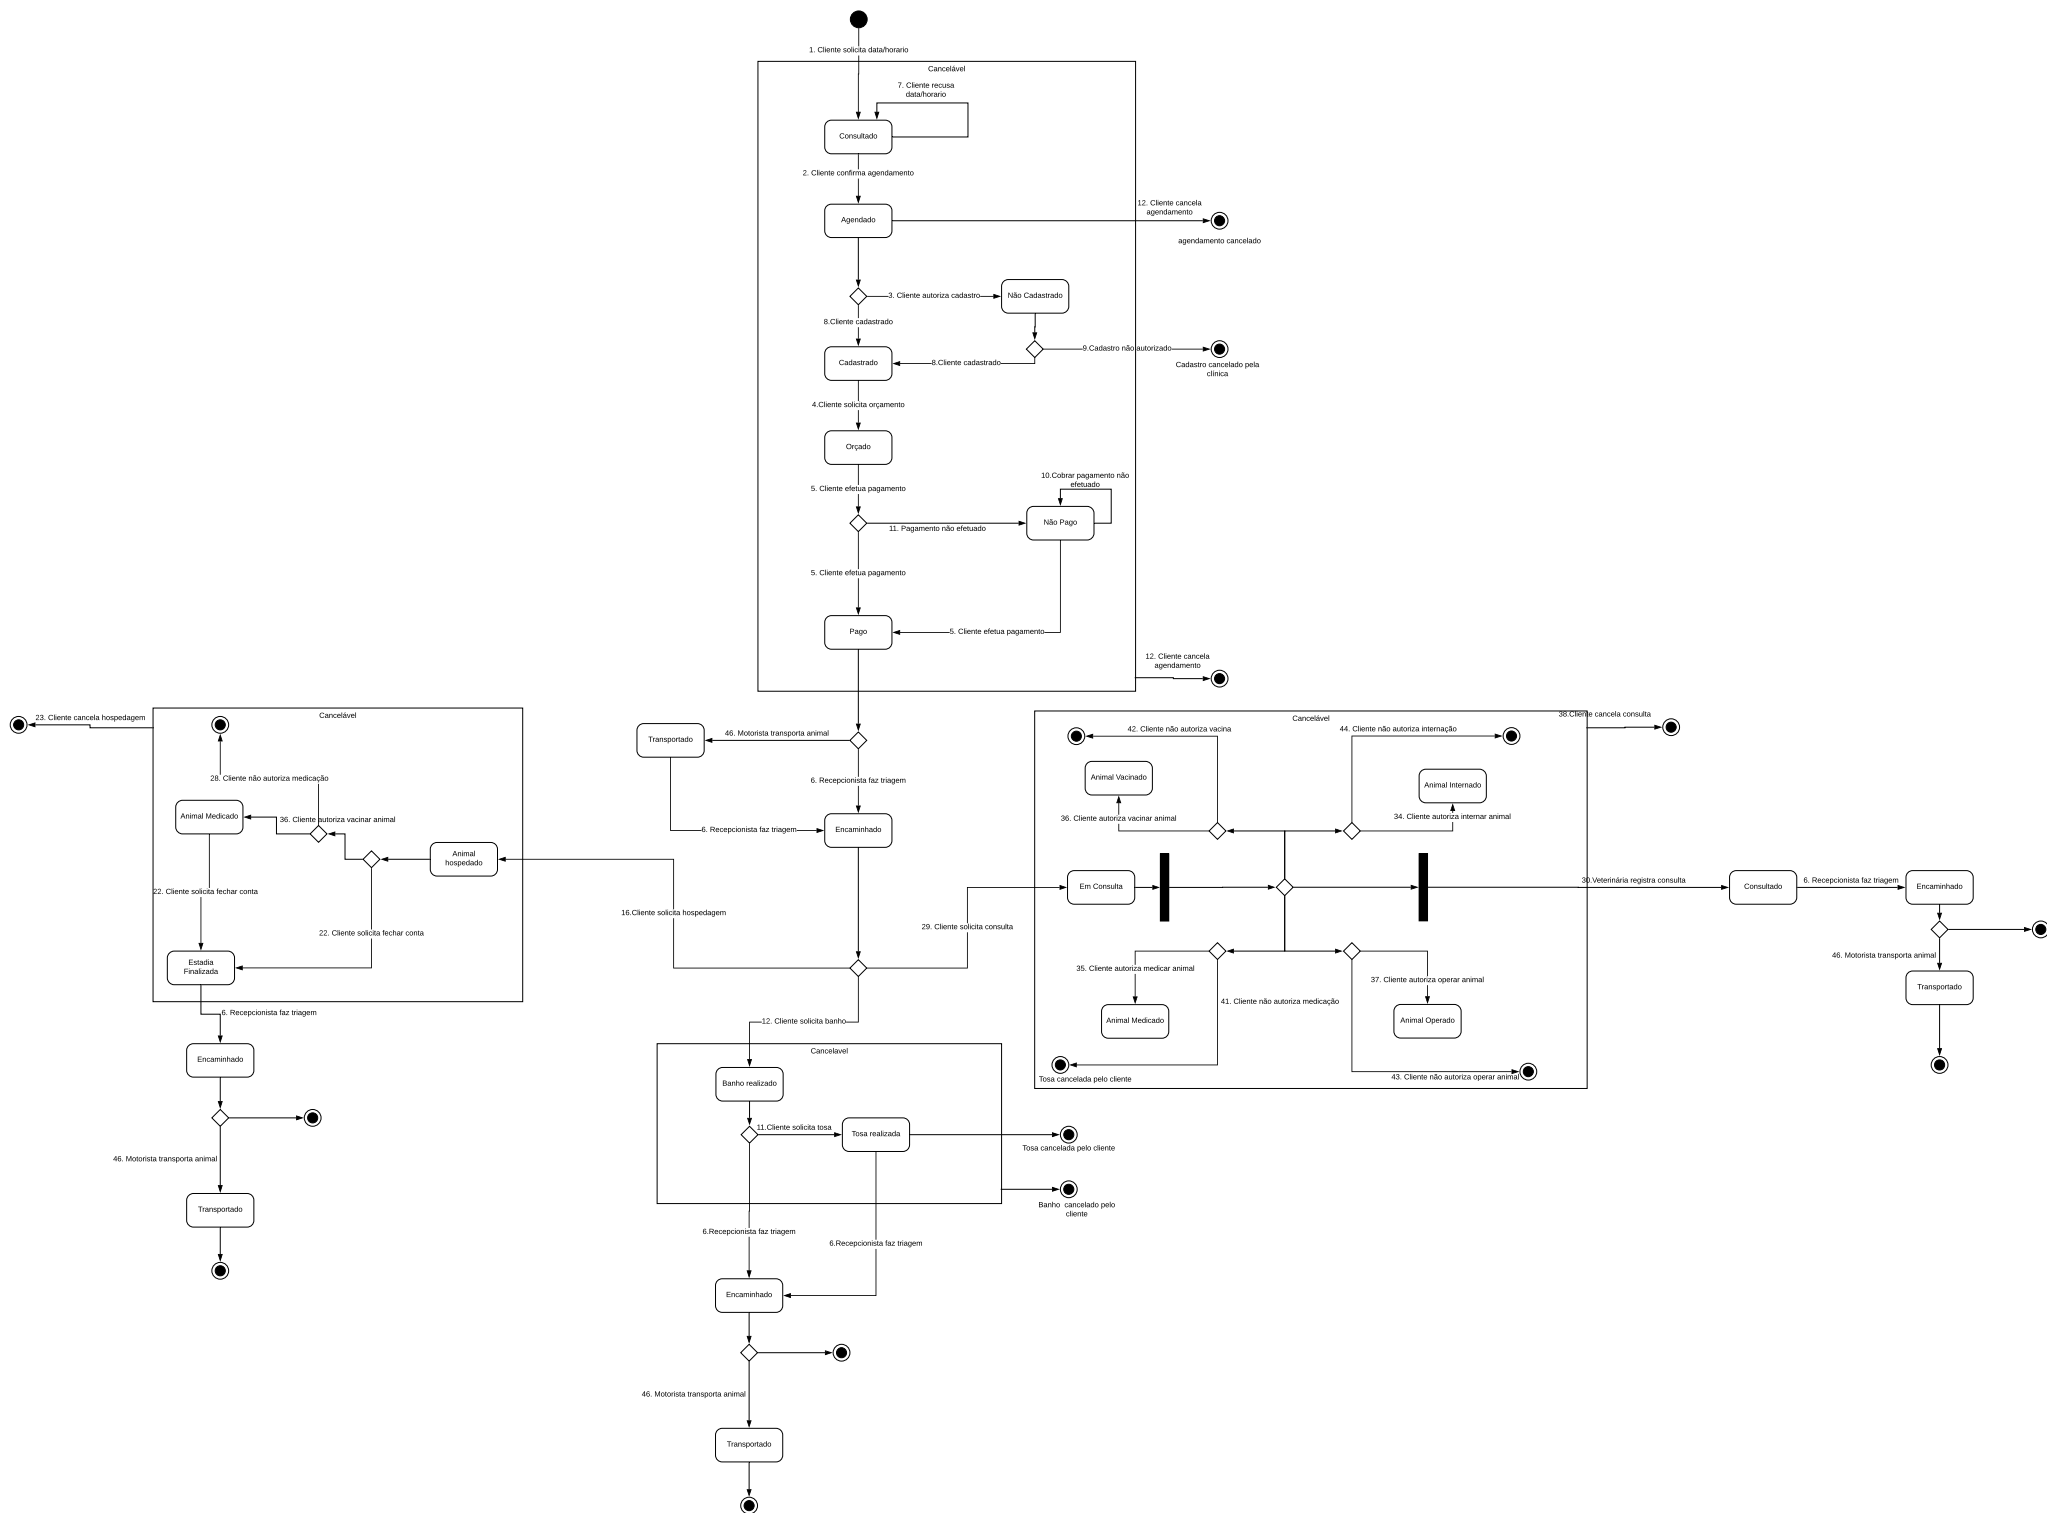 1. Cliente solicita data/horario
Cancelável
7. Cliente recusa
data/horario
Consultado
2. Cliente confirma agendamento
Agendado
12. Cliente cancela
agendamento
agendamento cancelado
3. Cliente autoriza cadastro
Não Cadastrado
8.Cliente cadastrado
9.Cadastro não autorizado
Cadastrado
8.Cliente cadastrado
Cadastro cancelado pela
clínica
4.Cliente solicita orçamento
Orçado
10.Cobrar pagamento não
efetuado
5. Cliente efetua pagamento
11. Pagamento não efetuado
Não Pago
5. Cliente efetua pagamento
Pago
5. Cliente efetua pagamento
12. Cliente cancela
agendamento
23. Cliente cancela hospedagem
Cancelável
28. Cliente não autoriza medicação
Animal Medicado
36. Cliente autoriza vacinar animal
Animal
hospedado
22. Cliente solicita fechar conta
22. Cliente solicita fechar conta
Estadia
Finalizada
6. Recepcionista faz triagem
Encaminhado
46. Motorista transporta animal
Transportado
Transportado
46. Motorista transporta animal
6. Recepcionista faz triagem
6. Recepcionista faz triagem
Encaminhado
16.Cliente solicita hospedagem
29. Cliente solicita consulta
12. Cliente solicita banho
Cancelavel
Banho realizado
11.Cliente solicita tosa
Tosa realizada
Tosa cancelada pelo cliente
Banho cancelado pelo
cliente
6.Recepcionista faz triagem
6.Recepcionista faz triagem
Encaminhado
46. Motorista transporta animal
Transportado
Cancelável
38.Cliente cancela consulta
42. Cliente não autoriza vacina
44. Cliente não autoriza internação
Animal Vacinado
Animal Internado
36. Cliente autoriza vacinar animal
34. Cliente autoriza internar animal
Em Consulta
35. Cliente autoriza medicar animal
37. Cliente autoriza operar animal
41. Cliente não autoriza medicação
Animal Medicado
Animal Operado
Tosa cancelada pelo cliente
43. Cliente não autoriza operar animal
30.Veterinária registra consulta
Consultado
6. Recepcionista faz triagem
Encaminhado
46. Motorista transporta animal
Transportado